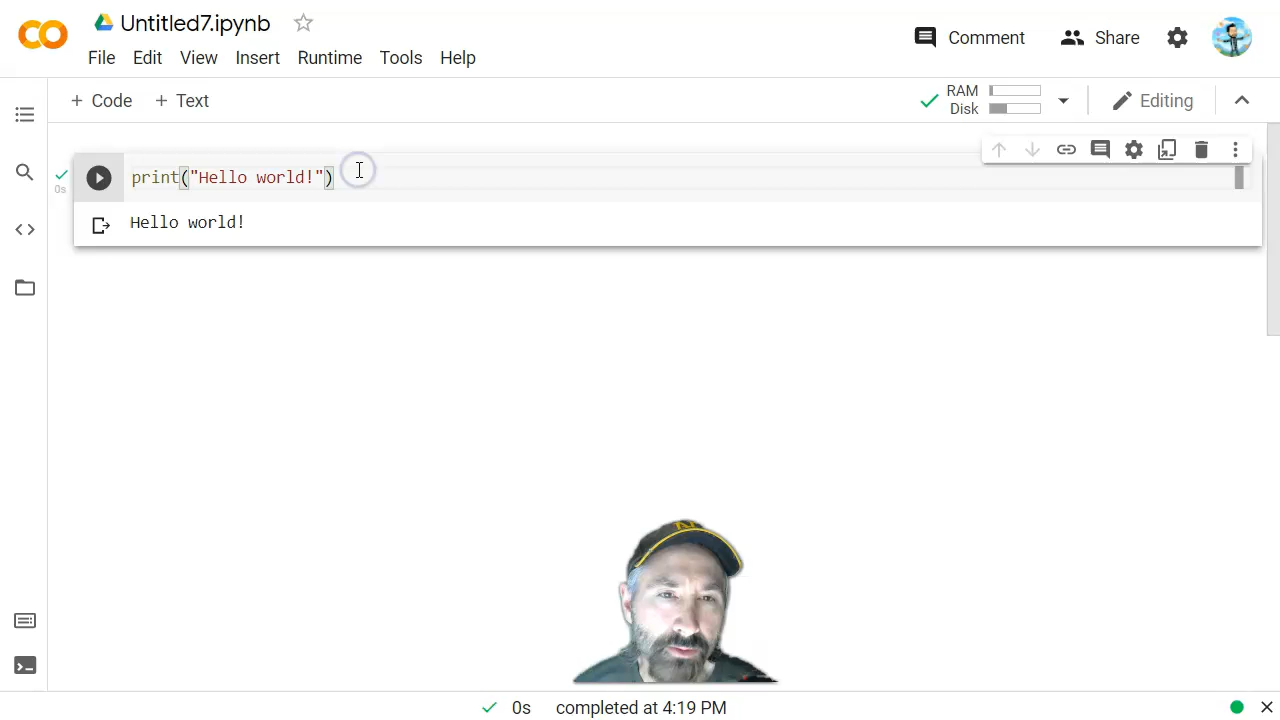 Untitled7.ipynb
File Edit View Insert Runtime Tools Help
Comment Share
+ Code + Text
RAM
Disk
Editing
0s
print("Hello world!")
Hello world!
0s completed at 4:19 PM